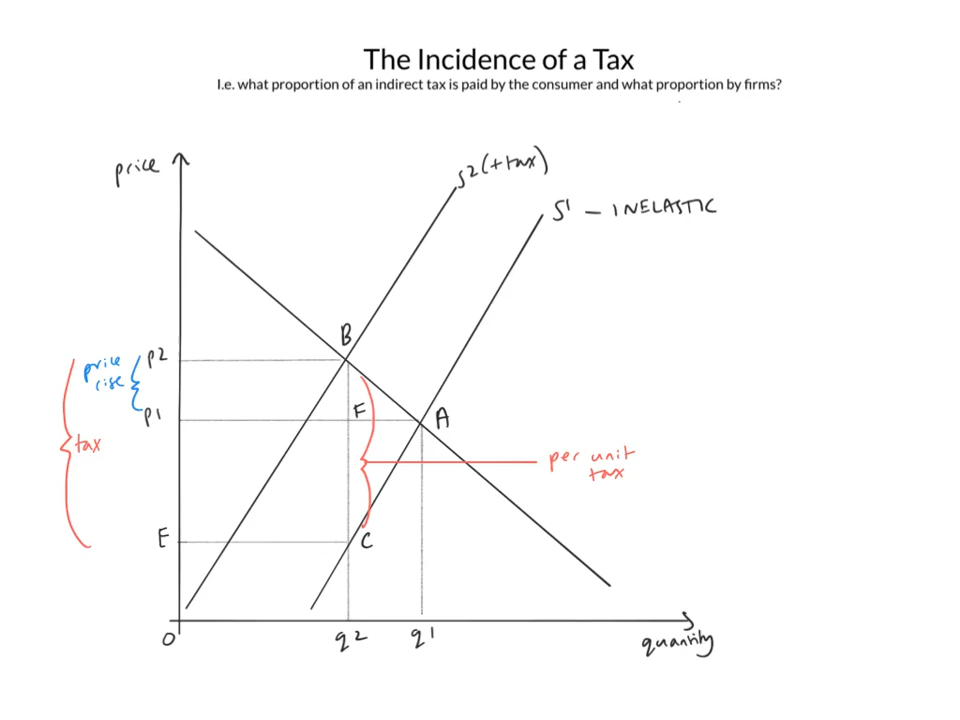 The Incidence of a Tax
I.e. what proportion of an indirect tax is paid by the consumer and what proportion by firms?
price
S2 (+ tax)
S1 – INELASTIC
B
P2
price
rise
P1
F
A
tax
per unit
tax
E
C
0
q2
q1
quantity